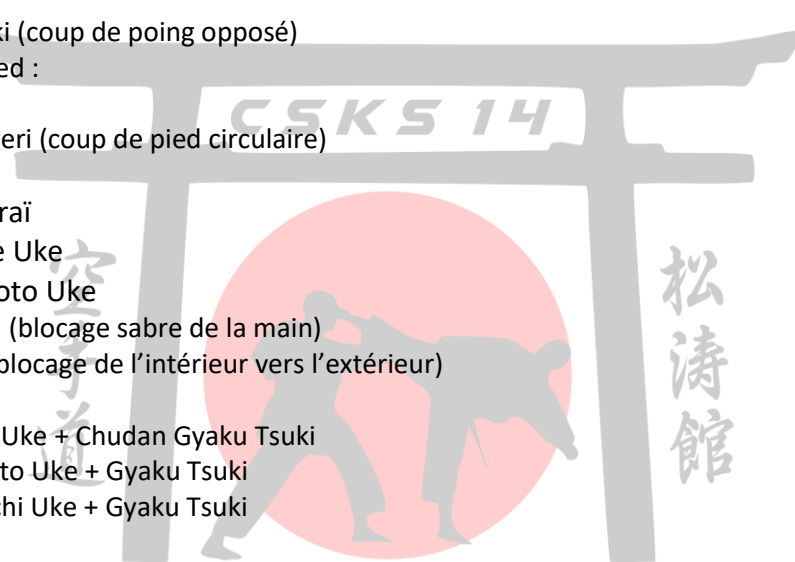 ki (coup de poing opposé)
ed :
CSKS 14
eri (coup de pied circulaire)
raï
e Uke
oto Uke
(blocage sabre de la main)
blocage de l’intérieur vers l’extérieur)
Uke + Chudan Gyaku Tsuki
to Uke + Gyaku Tsuki
chi Uke + Gyaku Tsuki
空手道
松涛館